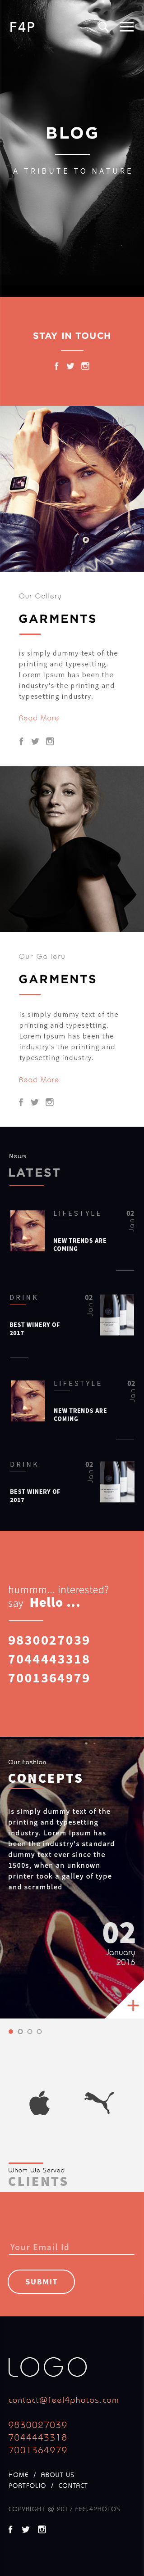 F4P
BLOG
A TRIBUTE TO NATURE
STAY IN TOUCH
Our Gallery
GARMENTS
is simply dummy text of the
printing and typesetting.
Lorem Ipsum has been the
industry's the printing and
typesetting industry.
Read More
Our Gallery
GARMENTS
is simply dummy text of the
printing and typesetting.
Lorem Ipsum has been the
industry's the printing and
typesetting industry.
Read More
News
LATEST
LIFESTYLE
02
Jan
NEW TRENDS ARE
COMING
DRINK
02
Jan
BEST WINERY OF
2017
LIFESTYLE
02
Jan
NEW TRENDS ARE
COMING
DRINK
02
Jan
BEST WINERY OF
2017
hummm... interested?
say Hello ...
9830027039
7044443318
7001364979
Our Fashion
CONCEPTS
is simply dummy text of the
printing and typesetting
industry. Lorem Ipsum has
been the industry's standard
dummy text ever since the
1500s, when an unknown
printer took a galley of type
and scrambled
02
January
2016
Whom We Served
CLIENTS
Your Email Id
SUBMIT
LOGO
contact@feel4photos.com
9830027039
7044443318
7001364979
HOME / ABOUT US
PORTFOLIO / CONTACT
COPYRIGHT @ 2017 FEEL4PHOTOS